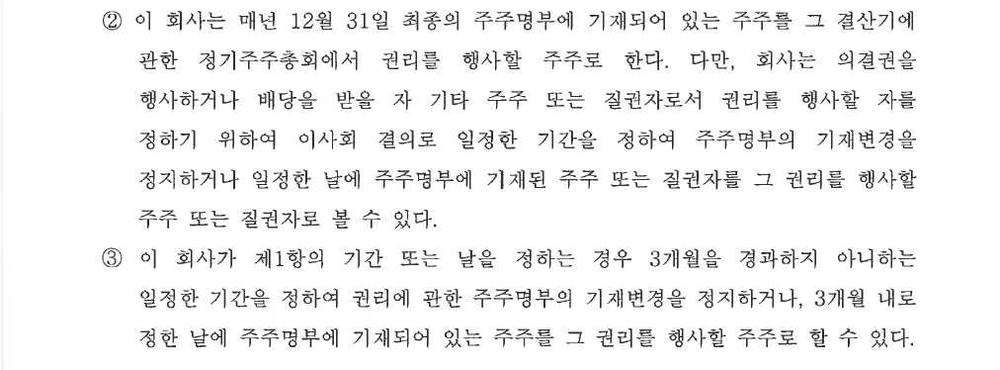 ② 이 회사는 매년 12월 31일 최종의 주주명부에 기재되어 있는 주주를 그 결산기에
관한 정기주주총회에서 권리를 행사할 주주로 한다. 다만, 회사는 의결권을
행사하거나 배당을 받을 자 기타 주주 또는 질권자로서 권리를 행사할 자를
정하기 위하여 이사회 결의로 일정한 기간을 정하여 주주명부의 기재변경을
정지하거나 일정한 날에 주주명부에 기재된 주주 또는 질권자를 그 권리를 행사할
주주 또는 질권자로 볼 수 있다.
③ 이 회사가 제1항의 기간 또는 날을 정하는 경우 3개월을 경과하지 아니하는
일정한 기간을 정하여 권리에 관한 주주명부의 기재변경을 정지하거나, 3개월 내로
정한 날에 주주명부에 기재되어 있는 주주를 그 권리를 행사할 주주로 할 수 있다.